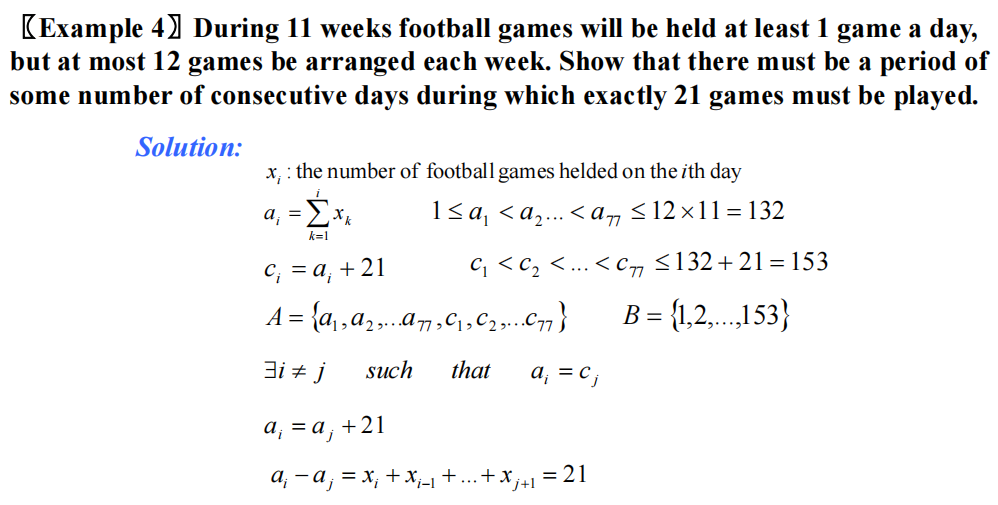 〖Example 4〗 During 11 weeks football games will be held at least 1 game a day,
but at most 12 games be arranged each week. Show that there must be a period of
some number of consecutive days during which exactly 21 games must be played.
Solution:
x_i : the number of football games helded on the ith day
a_i = \sum_{k=1}^{i} x_k    1 ≤ a_1 < a_2... < a_77 ≤ 12×11 = 132
c_i = a_i + 21    c_1 < c_2 < ... < c_77 ≤ 132 + 21 = 153
A = {a_1, a_2,...a_77, c_1, c_2,...c_77}    B = {1,2,...,153}
∃i ≠ j such that a_i = c_j
a_i = a_j + 21
a_i − a_j = x_i + x_{i−1} + ... + x_{j+1} = 21